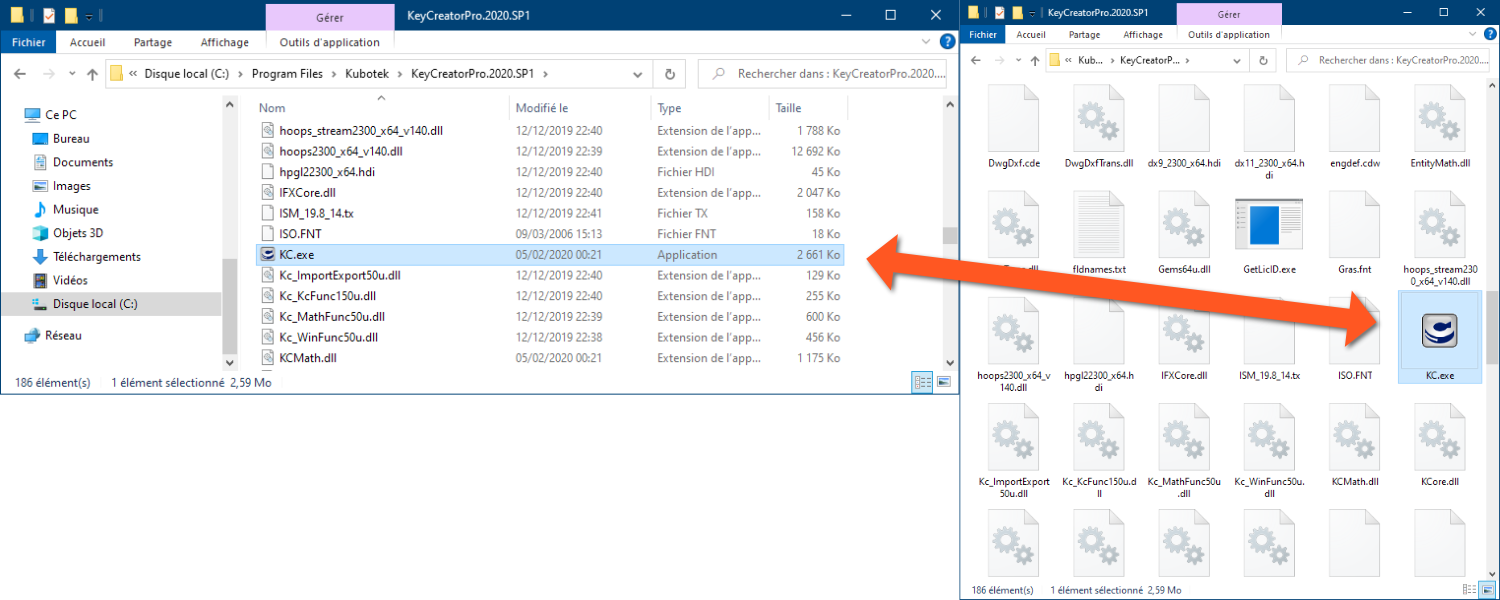 Gérer
KeyCreatorPro.2020.SP1
Fichier Accueil Partage Affichage Outils d'application
« Disque local (C:) > Program Files > Kubotek > KeyCreatorPro.2020.SP1 >
Rechercher dans : KeyCreatorPro.2020....
Ce PC
Bureau
Documents
Images
Musique
Objets 3D
Téléchargements
Vidéos
Disque local (C:)
Réseau
Nom Modifié le Type Taille
hoops_stream2300_x64_v140.dll 12/12/2019 22:40 Extension de l'app... 1 788 Ko
hoops2300_x64_v140.dll 12/12/2019 22:39 Extension de l'app... 12 692 Ko
hpgl22300_x64.hdi 12/12/2019 22:40 Fichier HDI 45 Ko
IFXCore.dll 12/12/2019 22:40 Extension de l'app... 2 047 Ko
ISM_19.8_14.tx 12/12/2019 22:41 Fichier TX 158 Ko
ISO.FNT 09/03/2006 15:13 Fichier FNT 18 Ko
KC.exe 05/02/2020 00:21 Application 2 661 Ko
Kc_ImportExport50u.dll 12/12/2019 22:40 Extension de l'app... 129 Ko
Kc_KcFunc150u.dll 12/12/2019 22:40 Extension de l'app... 255 Ko
Kc_MathFunc50u.dll 12/12/2019 22:39 Extension de l'app... 600 Ko
Kc_WinFunc50u.dll 12/12/2019 22:38 Extension de l'app... 456 Ko
KCMath.dll 05/02/2020 00:21 Extension de l'app... 1 175 Ko
186 élément(s) 1 élément sélectionné 2,59 Mo
KeyCreatorPro.2020.SP1
Gérer
Fichier Accueil Partage Affichage Outils d'application
« Kub... > KeyCreatorP... >
Rechercher dans : KeyCreatorPro.2020....
DwgDxf.cde DwgDxfTrans.dll dx9_2300_x64.hdi dx11_2300_x64.h engdef.cdw EntityMath.dll
di
fldnames.txt Gems64u.dll GetLicID.exe Gras.fnt hoops_stream230
0_x64_v140.dll
hoops2300_x64_v hpgl22300_x64.h IFXCore.dll ISM_19.8_14.tx ISO.FNT KC.exe
140.dll di
Kc_ImportExport Kc_KcFunc150u.d Kc_MathFunc50u Kc_WinFunc50u. KCMath.dll KCore.dll
50u.dll ll .dll dll
186 élément(s) 1 élément sélectionné 2,59 Mo